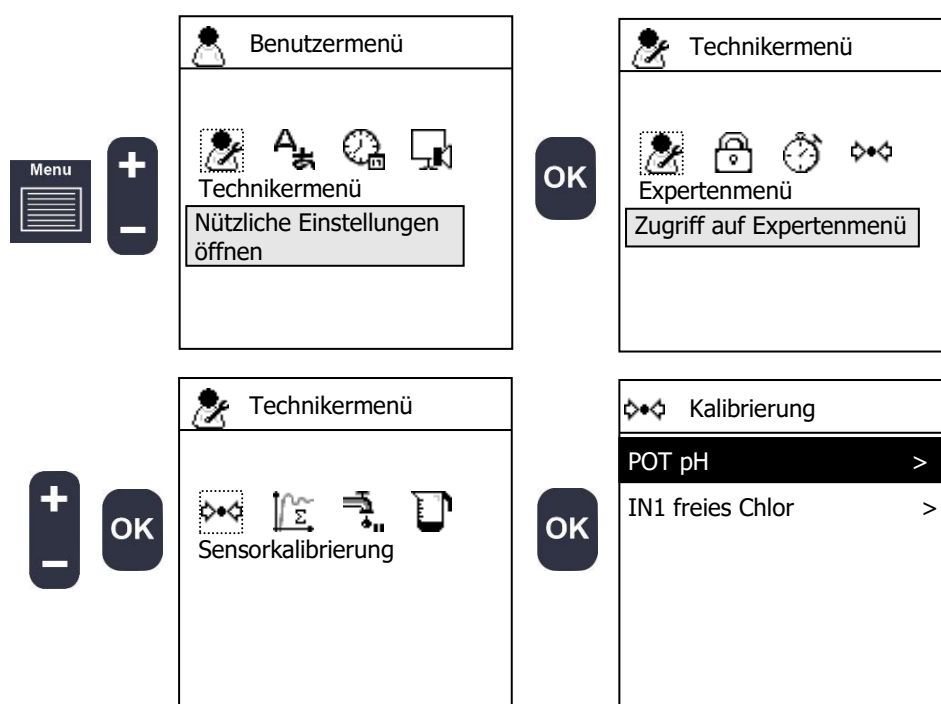 Benutzermenü
Technikermenü
Menu
+
−
Technikermenü
Nützliche Einstellungen
öffnen
OK
Expertenmenü
Zugriff auf Expertenmenü
Technikermenü
Kalibrierung
+
−
OK
Sensorkalibrierung
OK
POT pH >
IN1 freies Chlor >